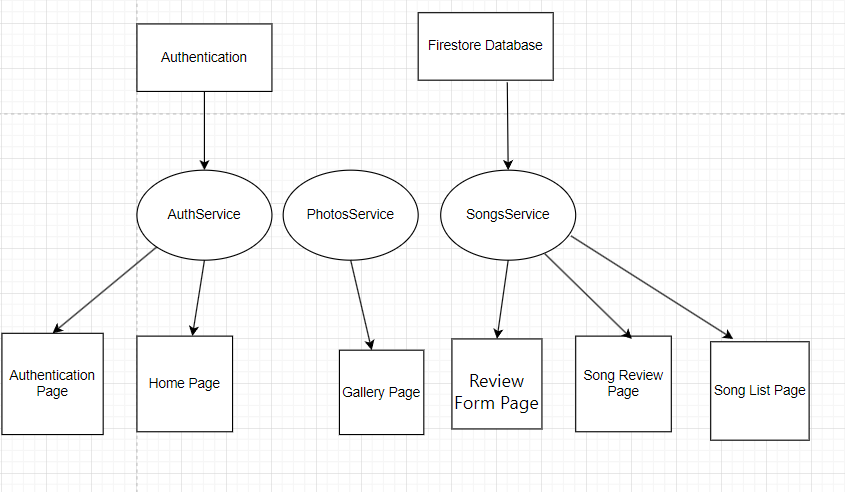 Authentication
Firestore Database
AuthService
PhotosService
SongsService
Authentication
Page
Home Page
Gallery Page
Review
Form Page
Song Review
Page
Song List Page